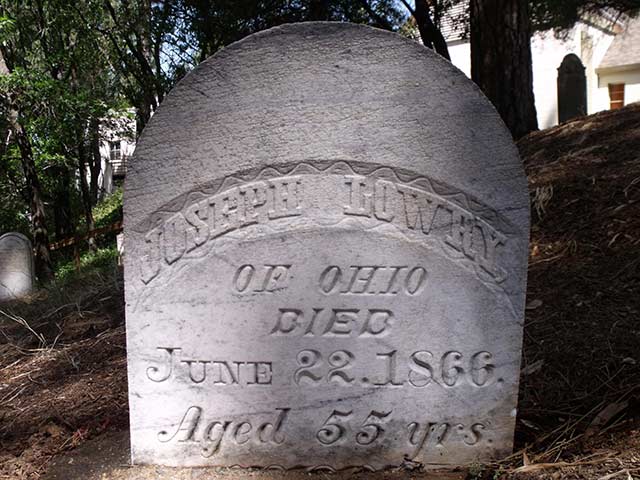 JOSEPH LOWRY,
OF OHIO
DIED
JUNE 22.1866.
Aged 55 yrs.